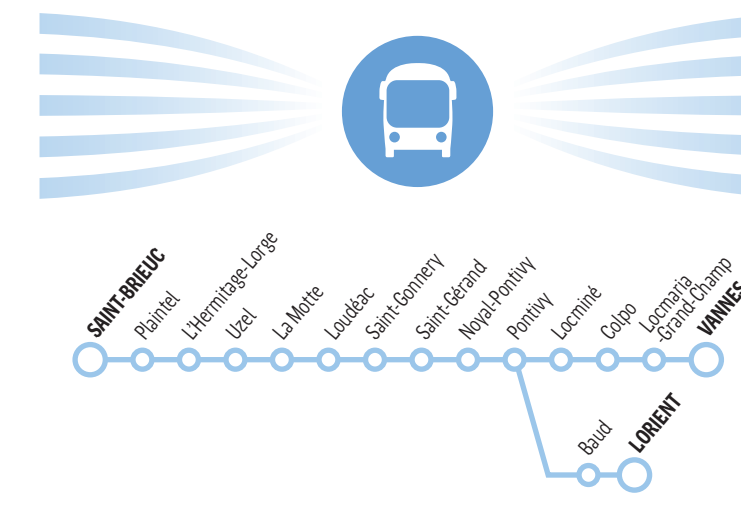 SAINT-BRIEUC
Plaintel
L'Hermitage-Lorge
Uzel
La Motte
Loudéac
Saint-Gonnery
Saint-Gérand
Noyal-Pontivy
Pontivy
Locminé
Colpo
Locmaria
-Grand-Champ
VANNES
Baud
LORIENT